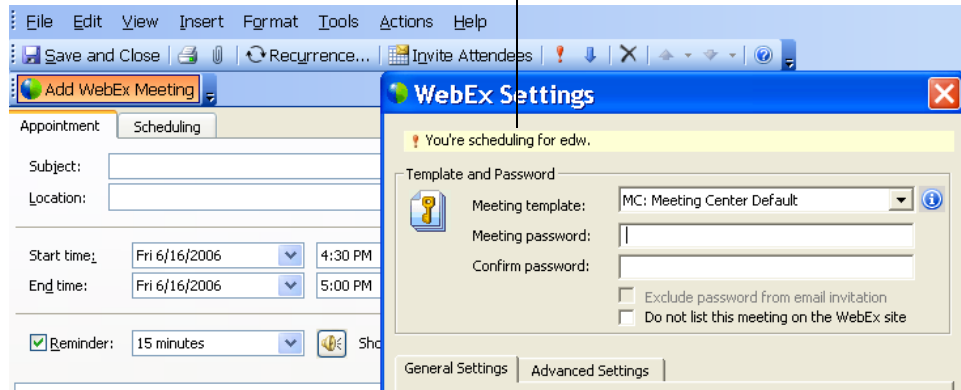 File Edit View Insert Format Tools Actions Help
Save and Close Recurrence... Invite Attendees
Add WebEx Meeting
Appointment Scheduling
Subject:
Location:
Start time: Fri 6/16/2006 4:30 PM
End time: Fri 6/16/2006 5:00 PM
Reminder: 15 minutes Sho
WebEx Settings
You're scheduling for edw.
Template and Password
Meeting template: MC: Meeting Center Default
Meeting password:
Confirm password:
Exclude password from email invitation
Do not list this meeting on the WebEx site
General Settings Advanced Settings